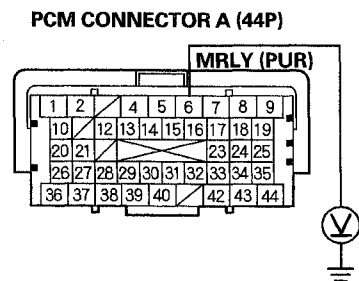 PCM CONNECTOR A (44P)
MRLY (PUR)
1 2 4 5 6 7 8 9
10 12 13 14 15 16 17 18 19
20 21 23 24 25
26 27 28 29 30 31 32 33 34 35
36 37 38 39 40 42 43 44
V